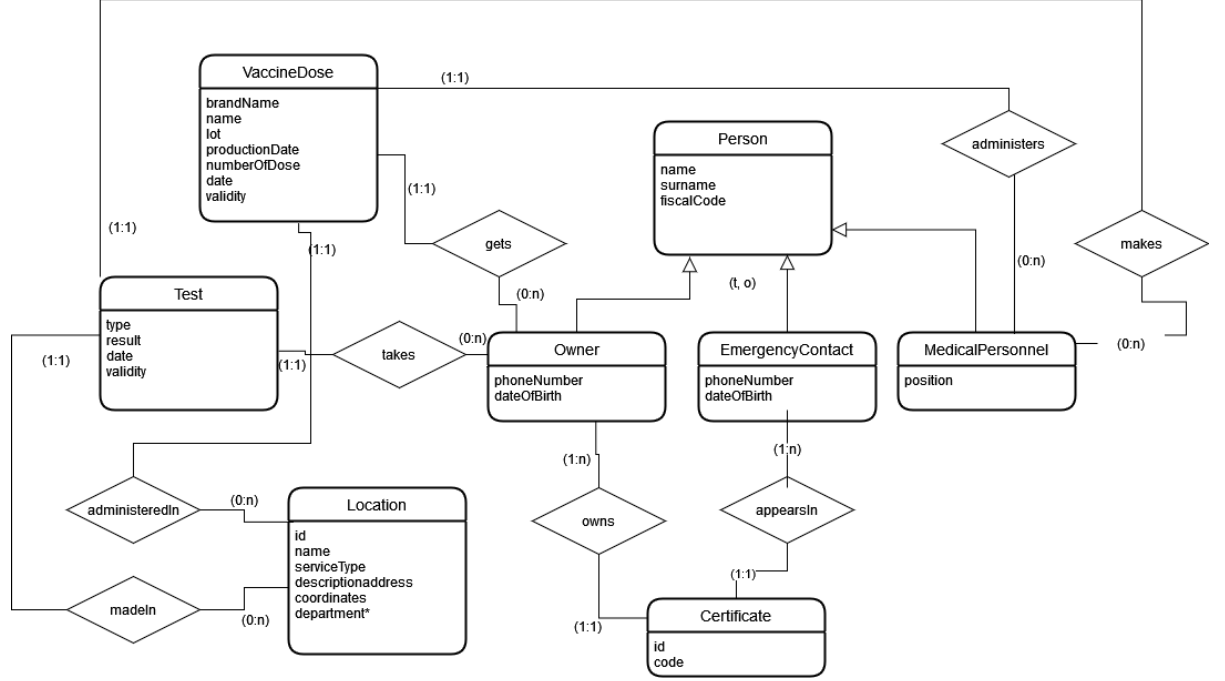 VaccineDose
brandName
name
lot
productionDate
numberOfDose
date
validity
(1:1)
administers
(0:n)
(1:1)
gets
(0:n)
Person
name
surname
fiscalCode
(t, o)
makes
(0:n)
(1:1)
(1:1)
Test
type
result
date
validity
(1:1)
(1:1)
takes
(0:n)
Owner
phoneNumber
dateOfBirth
EmergencyContact
phoneNumber
dateOfBirth
MedicalPersonnel
position
(1:n)
owns
(1:1)
(1:n)
appearsIn
(1:1)
administeredIn
(0:n)
madeIn
(0:n)
Location
id
name
serviceType
descriptionaddress
coordinates
department*
Certificate
id
code